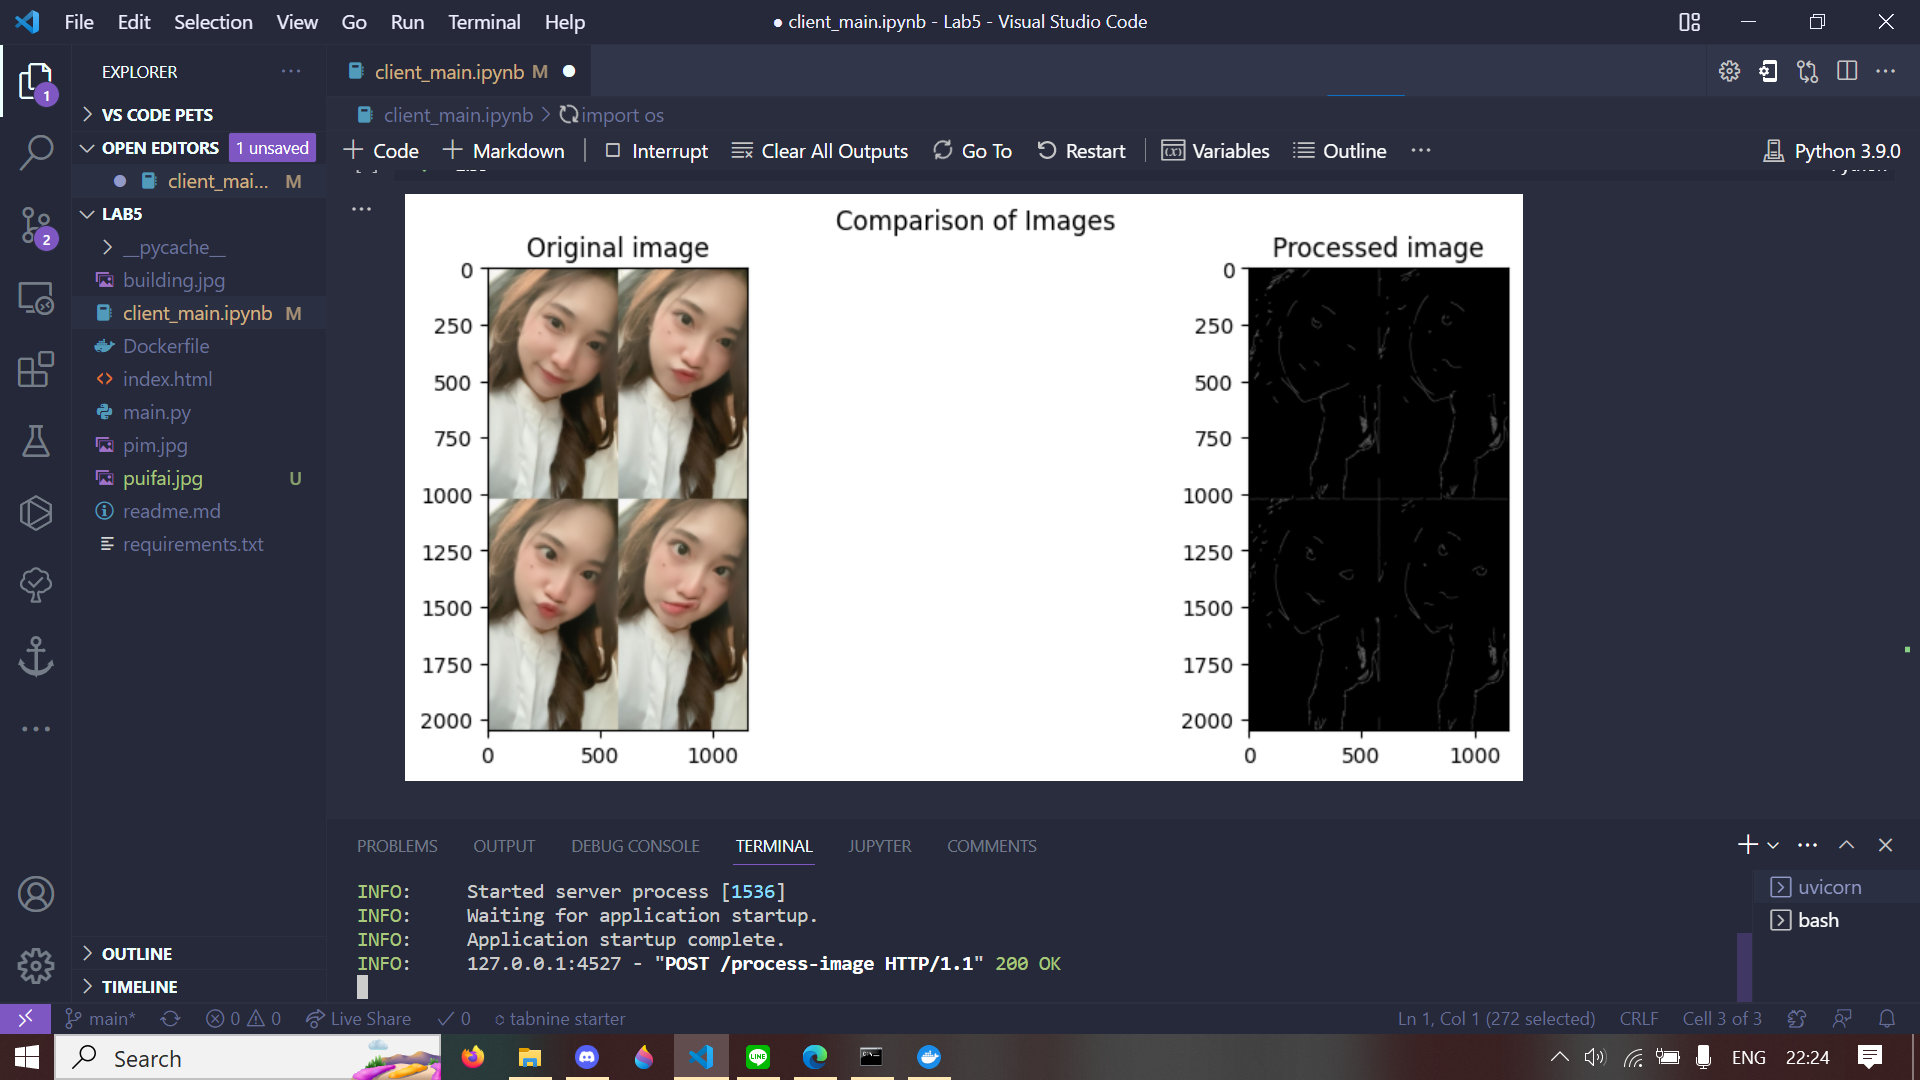 File Edit Selection View Go Run Terminal Help
● client_main.ipynb - Lab5 - Visual Studio Code
EXPLORER
1
VS CODE PETS
OPEN EDITORS 1 unsaved
client_mai... M
LAB5
2
__pycache__
building.jpg
client_main.ipynb M
Dockerfile
index.html
main.py
pim.jpg
puifai.jpg U
readme.md
requirements.txt
OUTLINE
TIMELINE
client_main.ipynb M
client_main.ipynb > import os
+ Code + Markdown Interrupt Clear All Outputs Go To Restart Variables Outline ... Python 3.9.0
Comparison of Images
Original image
0
250
500
750
1000
1250
1500
1750
2000
0 500 1000
Processed image
0
250
500
750
1000
1250
1500
1750
2000
0 500 1000
PROBLEMS OUTPUT DEBUG CONSOLE TERMINAL JUPYTER COMMENTS
INFO: Started server process [1536]
INFO: Waiting for application startup.
INFO: Application startup complete.
INFO: 127.0.0.1:4527 - "POST /process-image HTTP/1.1" 200 OK
uvicorn
bash
main* 0 0 Live Share 0 tabnine starter
Ln 1, Col 1 (272 selected) CRLF Cell 3 of 3
Search
LINE
ENG 22:24